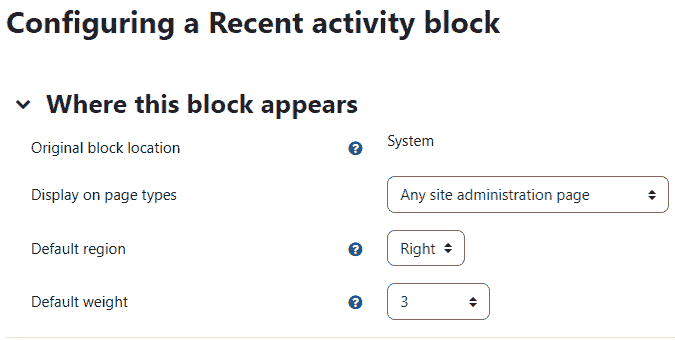 Configuring a Recent activity block
Where this block appears
Original block location
System
Display on page types
Any site administration page
Default region
Right
Default weight
3